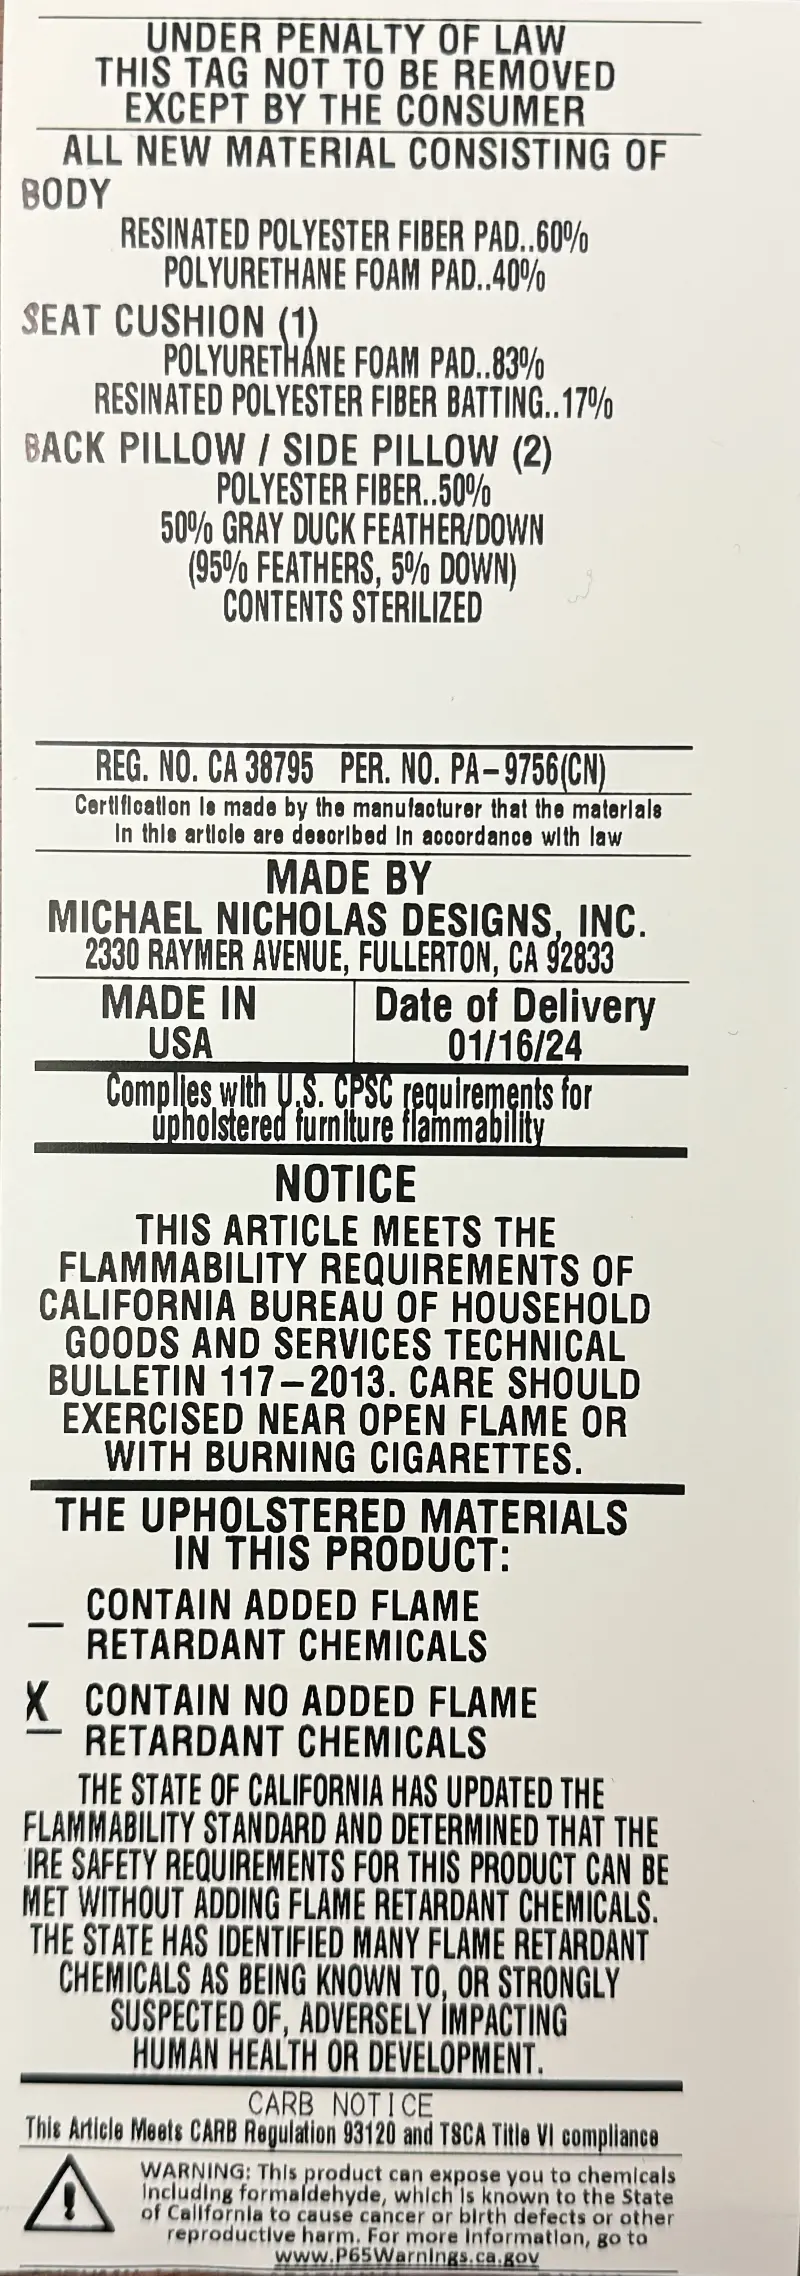 UNDER PENALTY OF LAW
THIS TAG NOT TO BE REMOVED
EXCEPT BY THE CONSUMER
ALL NEW MATERIAL CONSISTING OF
BODY
RESINATED POLYESTER FIBER PAD..60%
POLYURETHANE FOAM PAD..40%
SEAT CUSHION (1)
POLYURETHANE FOAM PAD..83%
RESINATED POLYESTER FIBER BATTING..17%
BACK PILLOW / SIDE PILLOW (2)
POLYESTER FIBER..50%
50% GRAY DUCK FEATHER/DOWN
(95% FEATHERS, 5% DOWN)
CONTENTS STERILIZED
REG. NO. CA 38795 PER. NO. PA-9756(CN)
Certification is made by the manufacturer that the materials
in this article are described in accordance with law
MADE BY
MICHAEL NICHOLAS DESIGNS, INC.
2330 RAYMER AVENUE, FULLERTON, CA 92833
MADE IN
USA
Date of Delivery
01/16/24
Complies with U.S. CPSC requirements for
upholstered furniture flammability
NOTICE
THIS ARTICLE MEETS THE
FLAMMABILITY REQUIREMENTS OF
CALIFORNIA BUREAU OF HOUSEHOLD
GOODS AND SERVICES TECHNICAL
BULLETIN 117-2013. CARE SHOULD
EXERCISED NEAR OPEN FLAME OR
WITH BURNING CIGARETTES.
THE UPHOLSTERED MATERIALS
IN THIS PRODUCT:
_ CONTAIN ADDED FLAME
RETARDANT CHEMICALS
X CONTAIN NO ADDED FLAME
RETARDANT CHEMICALS
THE STATE OF CALIFORNIA HAS UPDATED THE
FLAMMABILITY STANDARD AND DETERMINED THAT THE
IRE SAFETY REQUIREMENTS FOR THIS PRODUCT CAN BE
MET WITHOUT ADDING FLAME RETARDANT CHEMICALS.
THE STATE HAS IDENTIFIED MANY FLAME RETARDANT
CHEMICALS AS BEING KNOWN TO, OR STRONGLY
SUSPECTED OF, ADVERSELY IMPACTING
HUMAN HEALTH OR DEVELOPMENT.
CARB NOTICE
This Article Meets CARB Regulation 93120 and TSCA Title VI compliance
WARNING: This product can expose you to chemicals
including formaldehyde, which is known to the State
of California to cause cancer or birth defects or other
reproductive harm. For more information, go to
www.P65Warnings.ca.gov